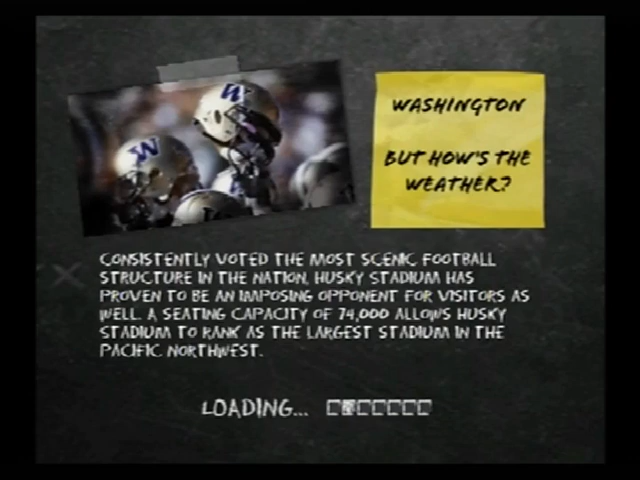 WASHINGTON
BUT HOW'S THE
WEATHER?
W
W
CONSISTENTLY VOTED THE MOST SCENIC FOOTBALL
STRUCTURE IN THE NATION, HUSKY STADIUM HAS
PROVEN TO BE AN IMPOSING OPPONENT FOR VISITORS AS
WELL. A SEATING CAPACITY OF 74,000 ALLOWS HUSKY
STADIUM TO RANK AS THE LARGEST STADIUM IN THE
PACIFIC NORTHWEST.
LOADING...